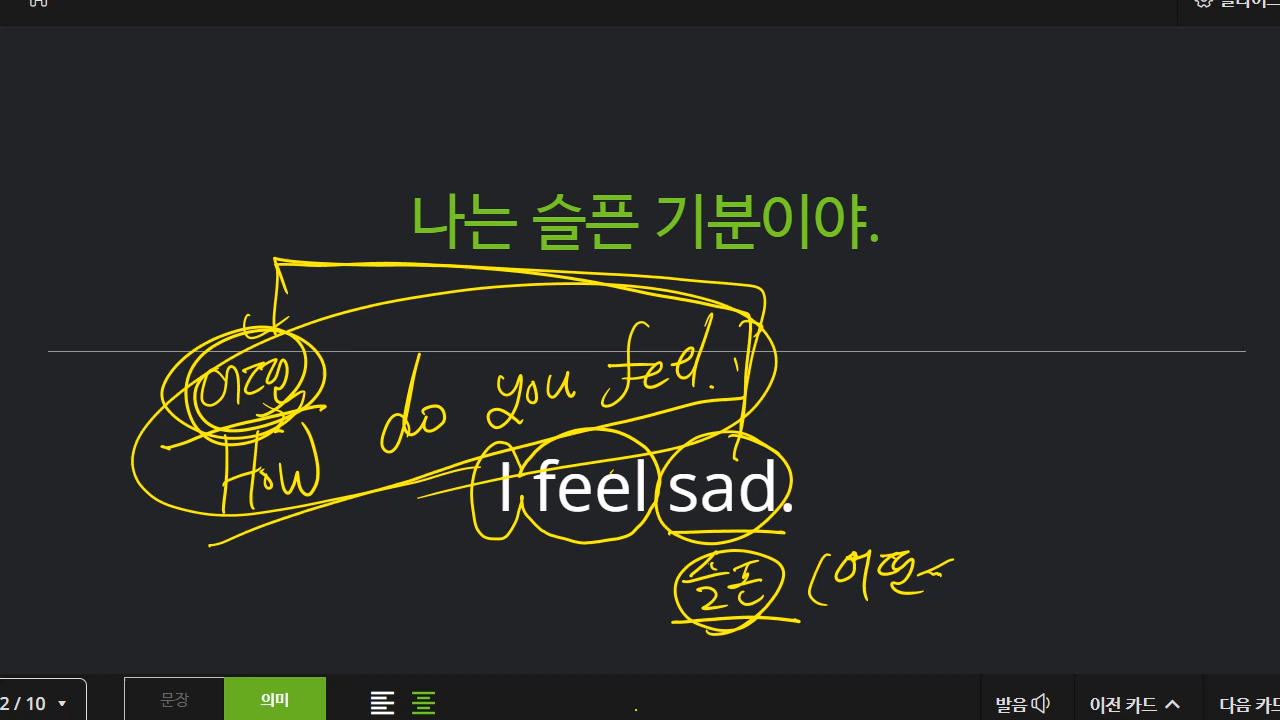 나는 슬픈 기분이야.
어떤
How do you feel?
I feel sad.
슬픈 (어떤
2 / 10 문장 의미 발음 이전 카드 다음 카드